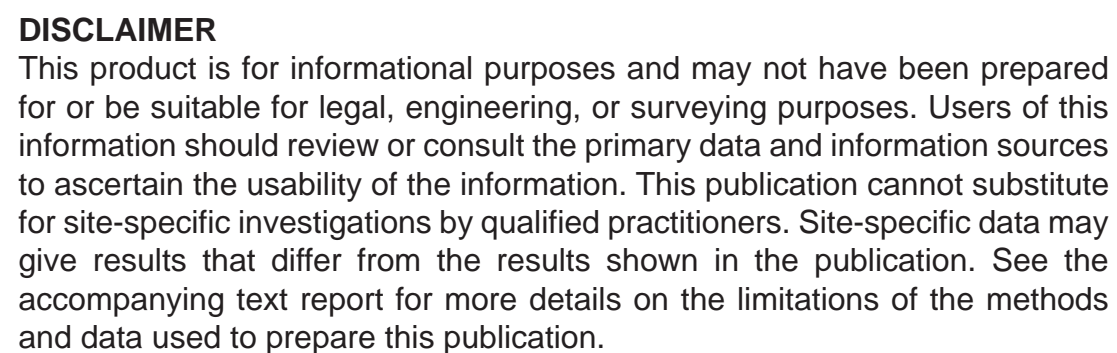 DISCLAIMER
This product is for informational purposes and may not have been prepared
for or be suitable for legal, engineering, or surveying purposes. Users of this
information should review or consult the primary data and information sources
to ascertain the usability of the information. This publication cannot substitute
for site-specific investigations by qualified practitioners. Site-specific data may
give results that differ from the results shown in the publication. See the
accompanying text report for more details on the limitations of the methods
and data used to prepare this publication.